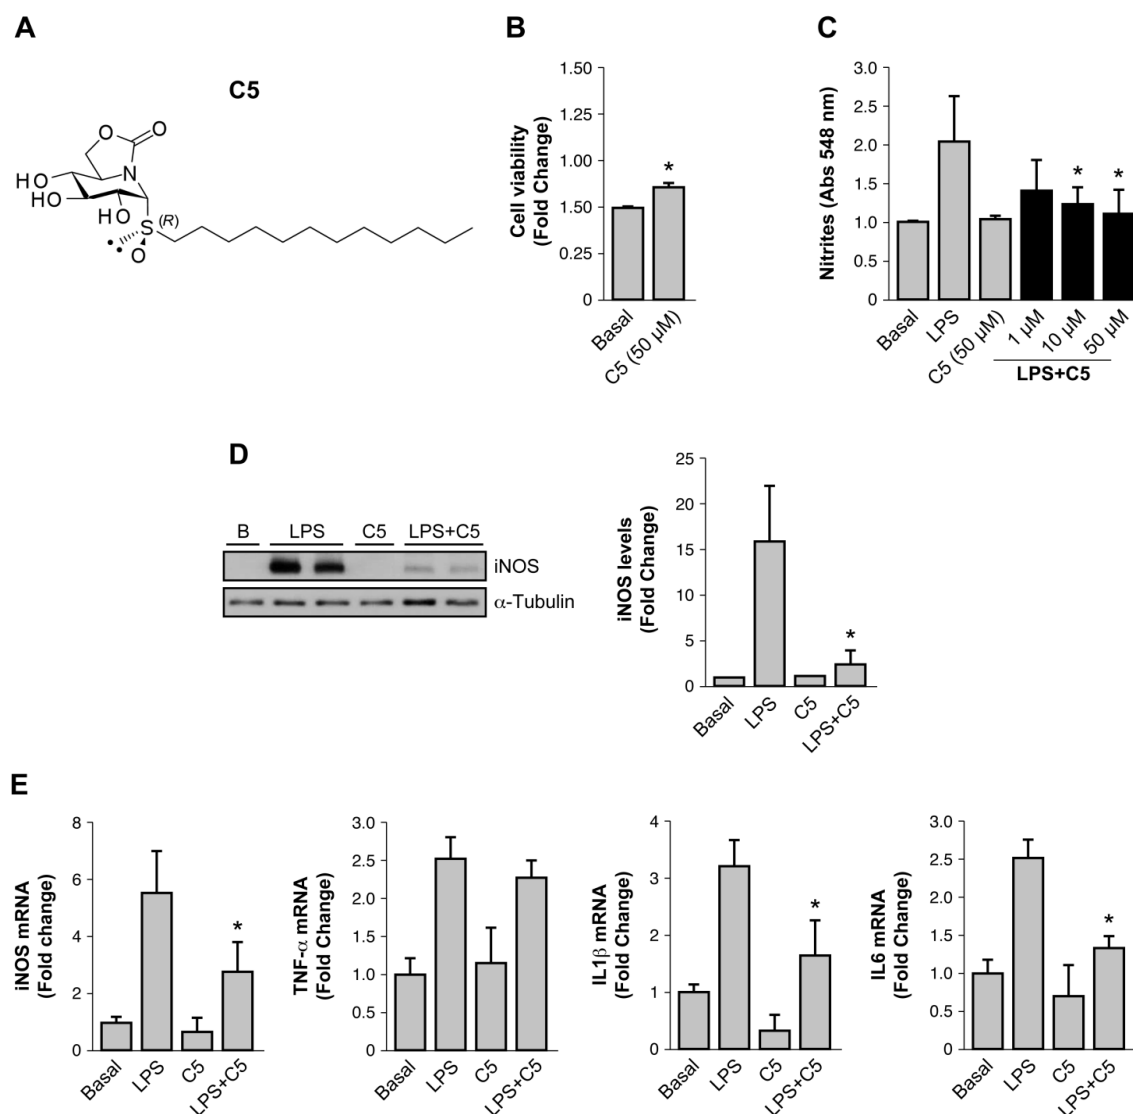 A
C5
O
O
N
HO
HO
HO
S
(R)
O
B
Cell viability
(Fold Change)
1.50
1.25
1.00
1.50
0.25
0
Basal
C5 (50 μM)
*
C
Nitrites (Abs 548 nm)
3.0
2.5
2.0
1.5
1.0
0.5
0
* *
Basal
LPS
C5 (50 μM)
1 μM
10 μM
50 μM
LPS+C5
D
B LPS C5 LPS+C5
iNOS
α-Tubulin
iNOS levels
(Fold Change)
25
20
15
10
5
0
*
Basal
LPS
C5
LPS+C5
E
iNOS mRNA
(Fold Change)
8
6
4
2
0
*
Basal
LPS
C5
LPS+C5
TNF-α mRNA
(Fold Change)
3.0
2.5
2.0
1.5
1.0
0.5
0.0
Basal
LPS
C5
LPS+C5
IL1β mRNA
(Fold Change)
4
3
2
1
0
*
Basal
LPS
C5
LPS+C5
IL6 mRNA
(Fold Change)
3.0
2.5
2.0
1.5
1.0
0.5
0.0
*
Basal
LPS
C5
LPS+C5